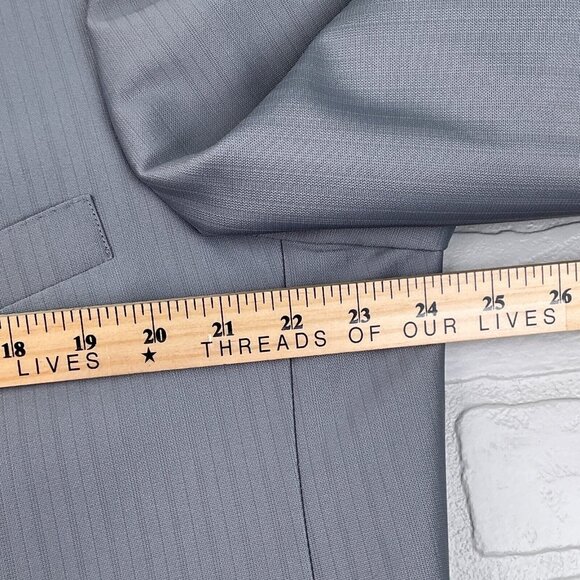 18 19 20 21 22 23 24 25 26
LIVES ★ THREADS OF OUR LIVES